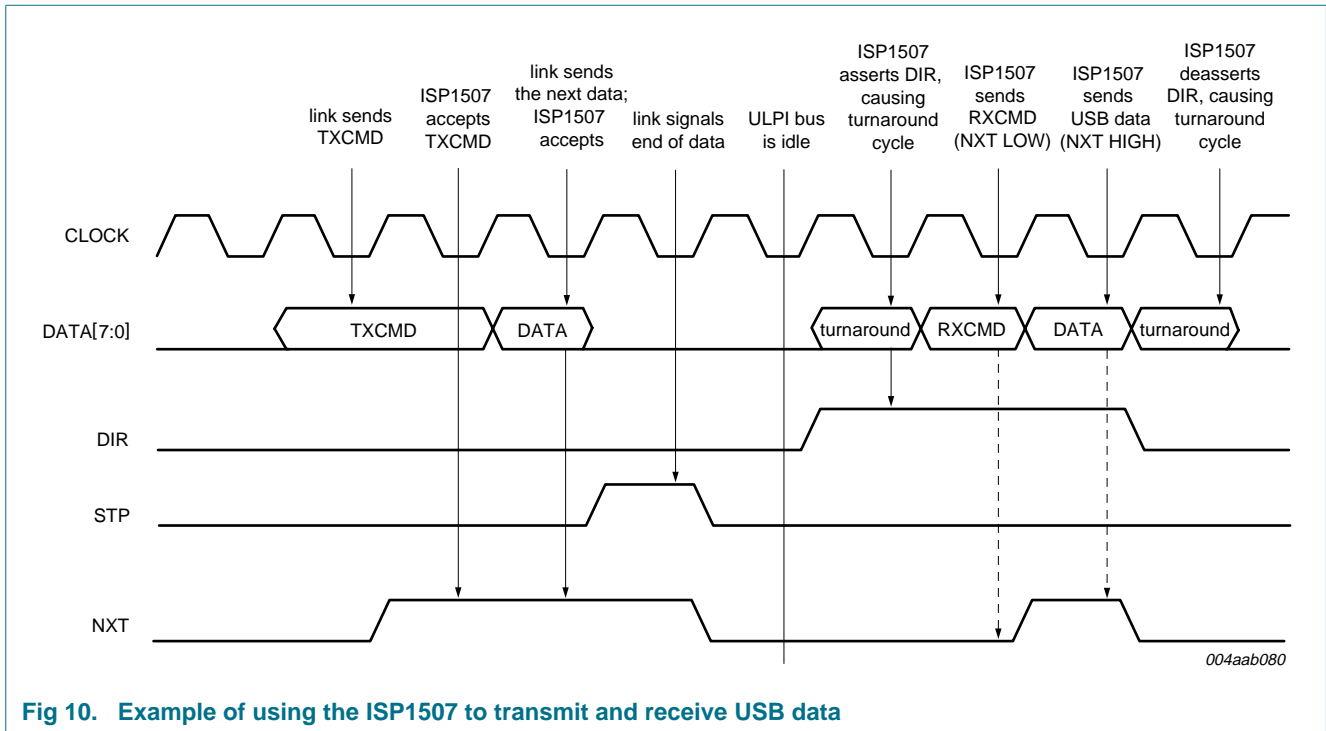 link sends
TXCMD
ISP1507
accepts
TXCMD
link sends
the next data;
ISP1507
accepts
link signals
end of data
ULPI bus
is idle
ISP1507
asserts DIR,
causing
turnaround
cycle
ISP1507
sends
RXCMD
(NXT LOW)
ISP1507
sends
USB data
(NXT HIGH)
ISP1507
deasserts
DIR, causing
turnaround
cycle
CLOCK
DATA[7:0]
TXCMD
DATA
turnaround
RXCMD
DATA
turnaround
DIR
STP
NXT
004aab080
Fig 10. Example of using the ISP1507 to transmit and receive USB data